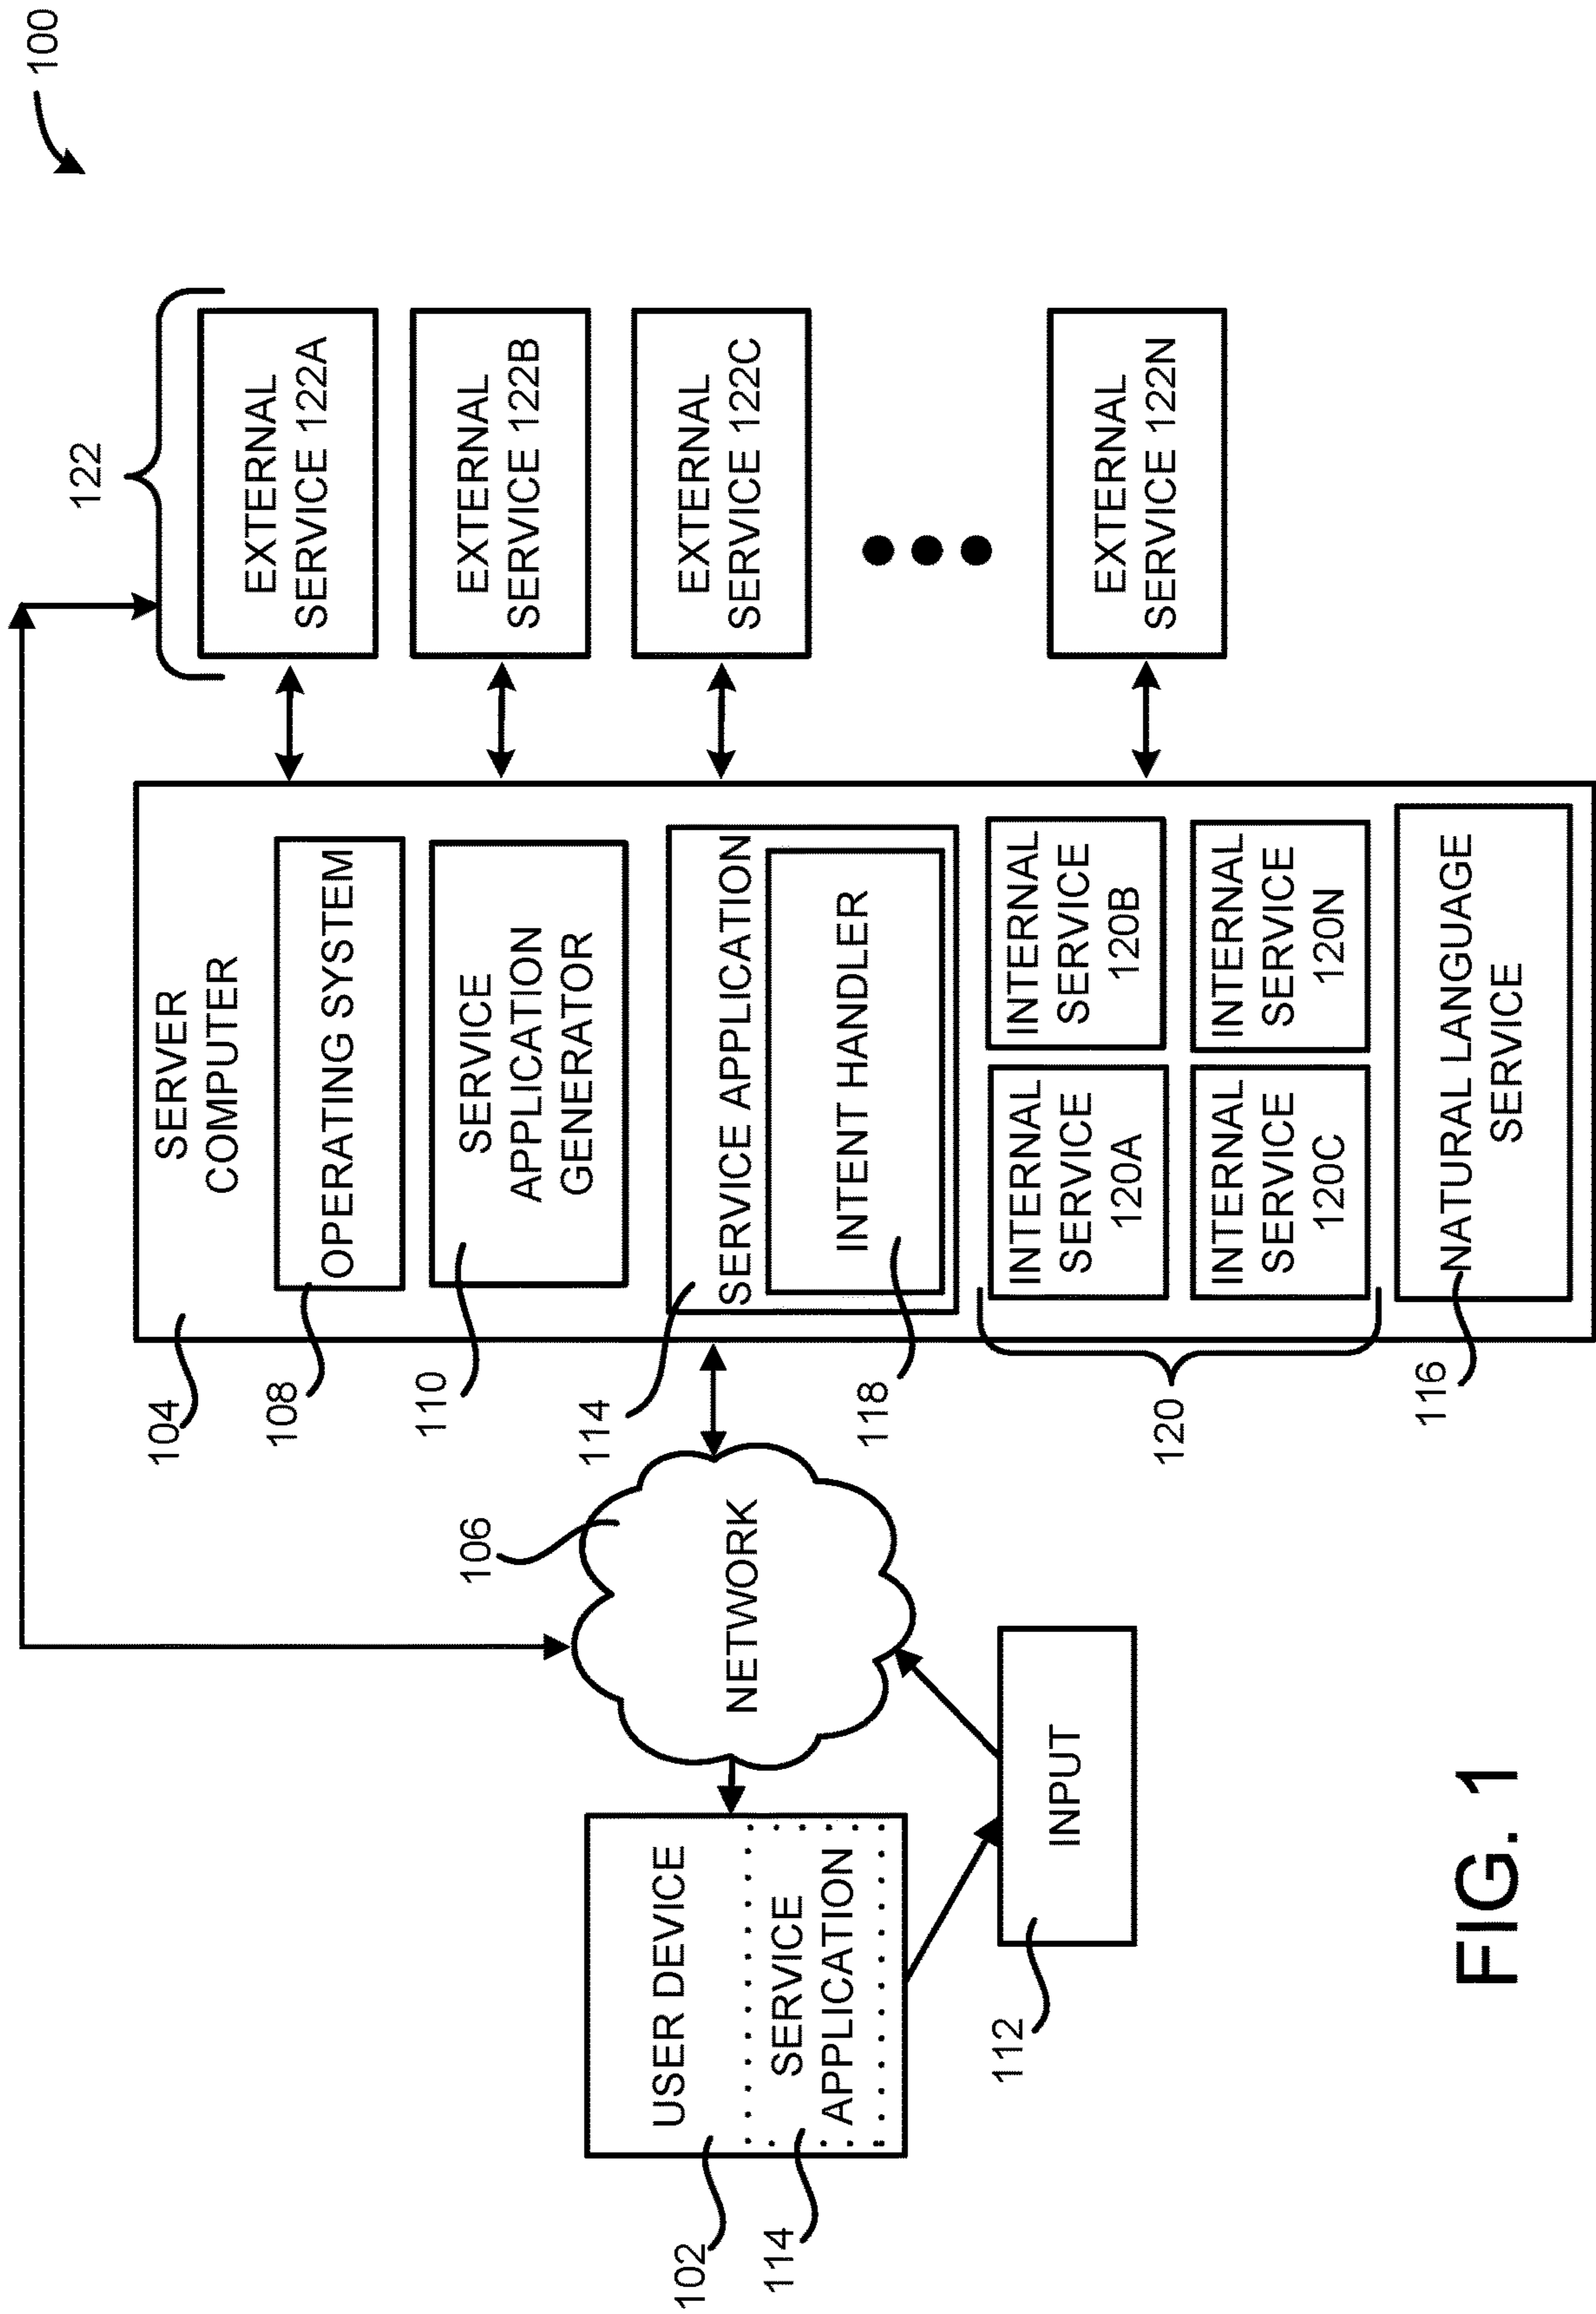 100
122
EXTERNAL
SERVICE 122A
EXTERNAL
SERVICE 122B
EXTERNAL
SERVICE 122C
EXTERNAL
SERVICE 122N
SERVER
COMPUTER
104
OPERATING SYSTEM
108
SERVICE
APPLICATION
GENERATOR
110
SERVICE APPLICATION
114
INTENT HANDLER
118
INTERNAL
SERVICE
120A
INTERNAL
SERVICE
120B
INTERNAL
SERVICE
120C
INTERNAL
SERVICE
120N
120
NATURAL LANGUAGE
SERVICE
116
106
NETWORK
USER DEVICE
102
SERVICE
APPLICATION
114
INPUT
112
FIG. 1